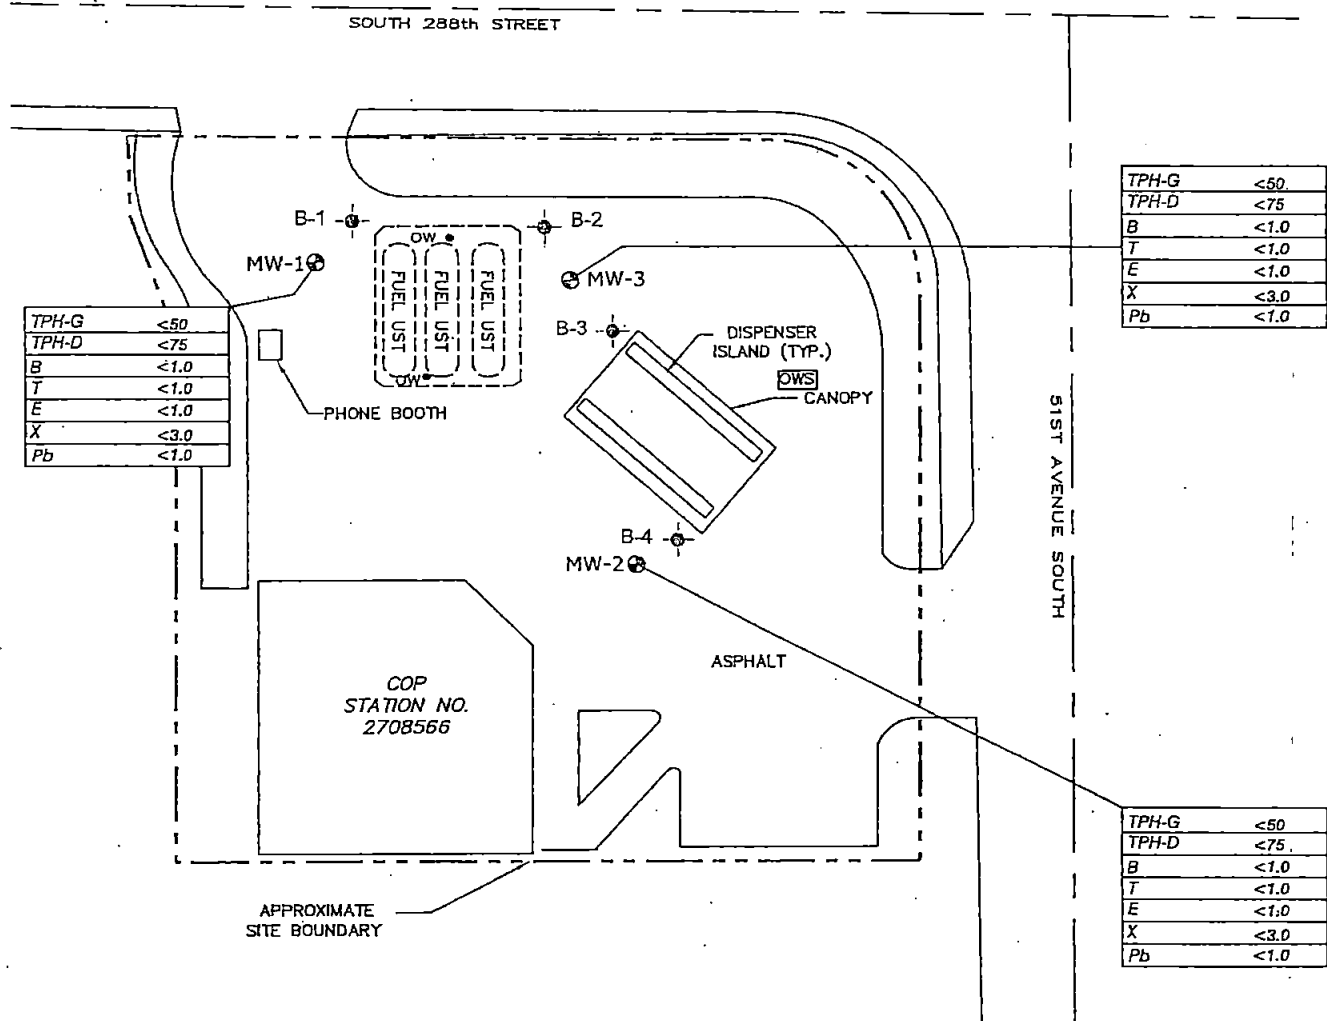 SOUTH 288th STREET
TPH-G <50
TPH-D <75
B <1.0
T <1.0
E <1.0
X <3.0
Pb <1.0
B-1
B-2
OW
MW-1
MW-3
FUEL UST
FUEL UST
FUEL UST
TPH-G <50
TPH-D <75
B <1.0
T <1.0
E <1.0
X <3.0
Pb <1.0
B-3
DISPENSER
ISLAND (TYP.)
OWS
CANOPY
OW
PHONE BOOTH
51ST AVENUE SOUTH
B-4
MW-2
ASPHALT
COP
STATION NO.
2708566
TPH-G <50
TPH-D <75
B <1.0
T <1.0
E <1.0
X <3.0
Pb <1.0
APPROXIMATE
SITE BOUNDARY